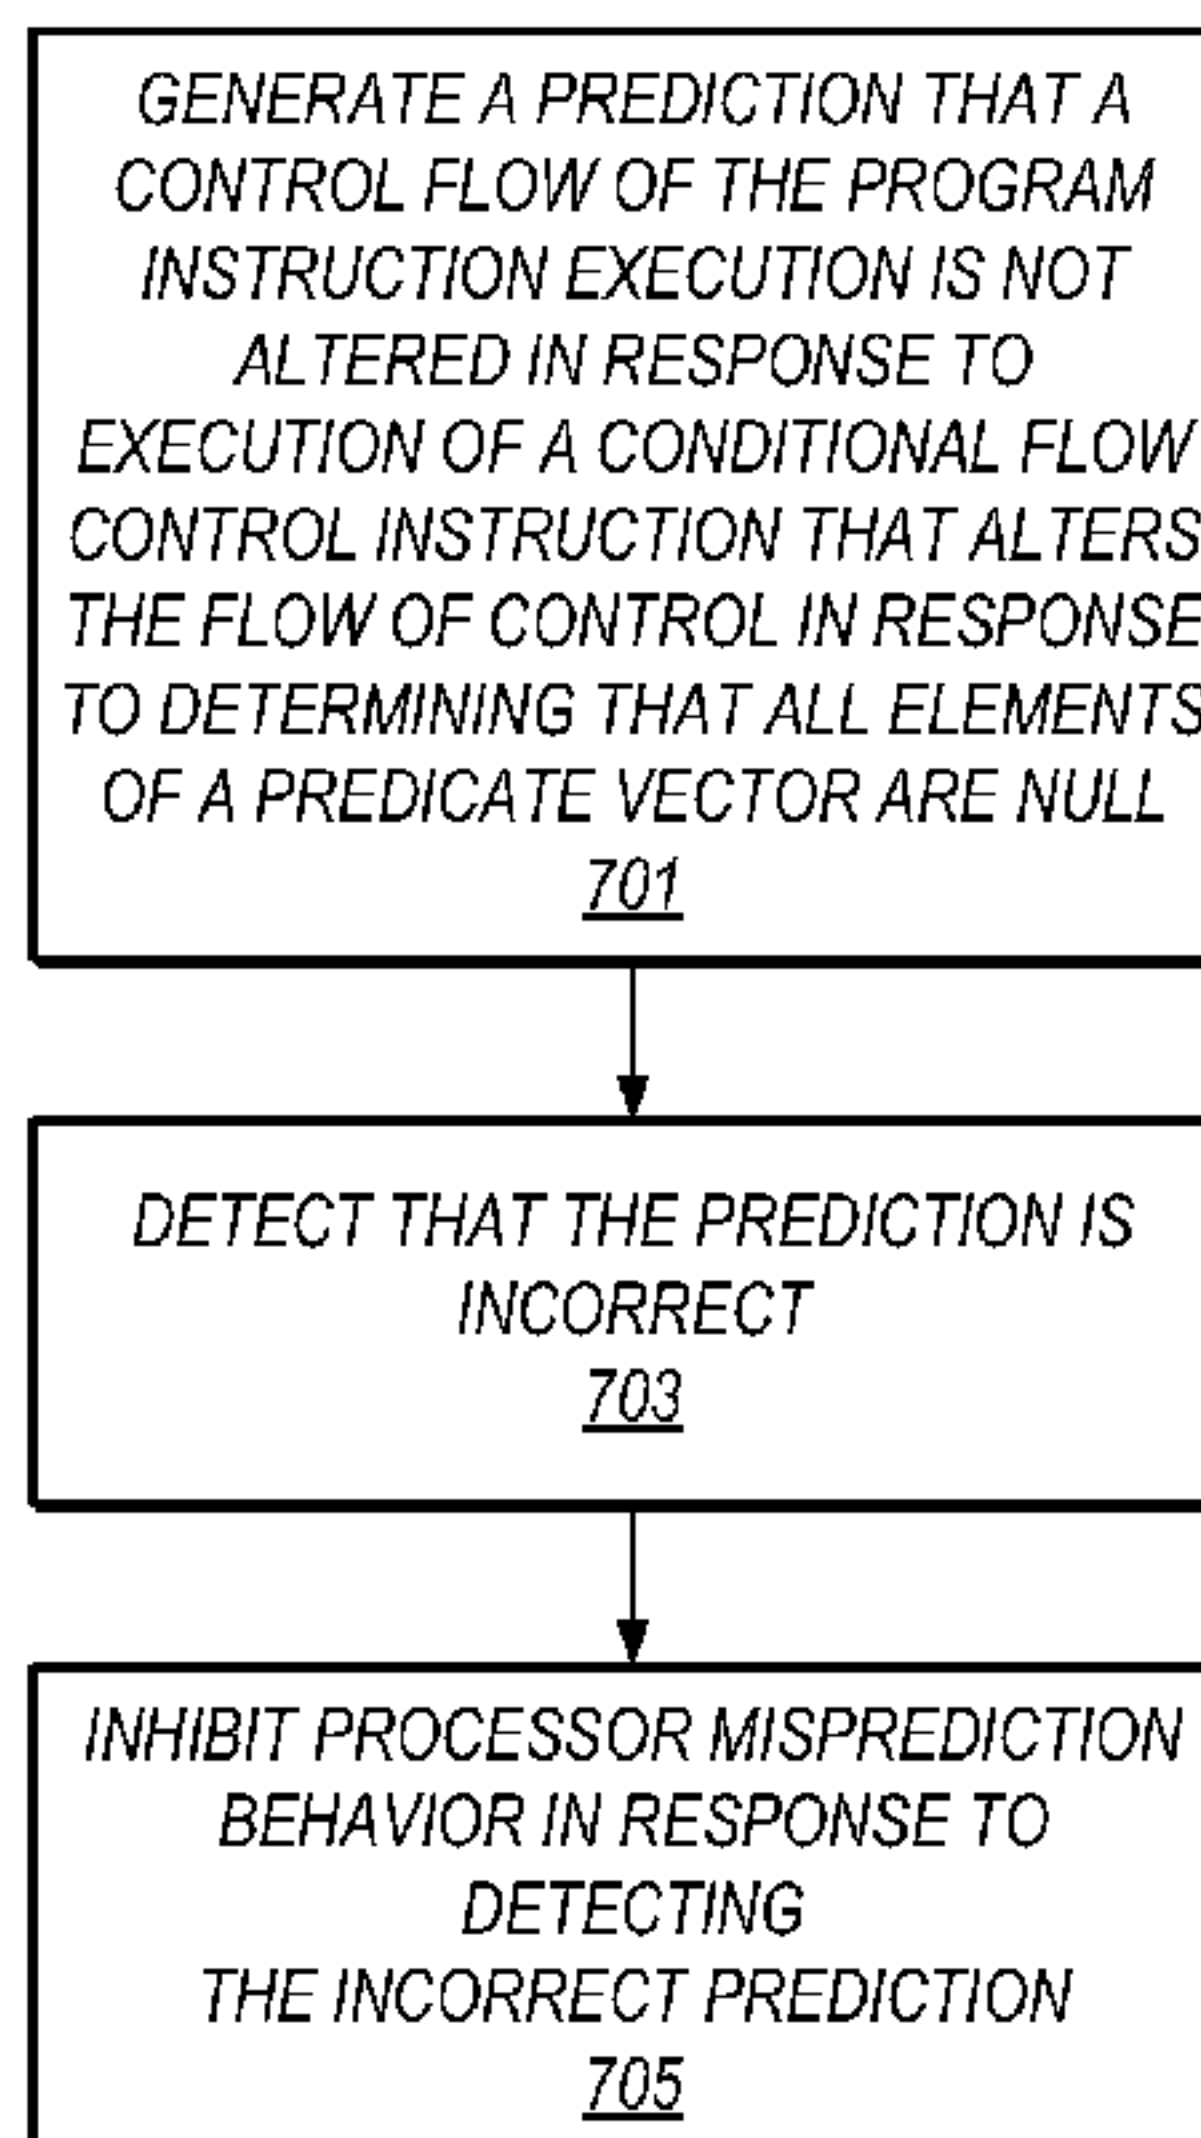 GENERATE A PREDICTION THAT A
CONTROL FLOW OF THE PROGRAM
INSTRUCTION EXECUTION IS NOT
ALTERED IN RESPONSE TO
EXECUTION OF A CONDITIONAL FLOW
CONTROL INSTRUCTION THAT ALTERS
THE FLOW OF CONTROL IN RESPONSE
TO DETERMINING THAT ALL ELEMENTS
OF A PREDICATE VECTOR ARE NULL
701
DETECT THAT THE PREDICTION IS
INCORRECT
703
INHIBIT PROCESSOR MISPREDICTION
BEHAVIOR IN RESPONSE TO
DETECTING
THE INCORRECT PREDICTION
705